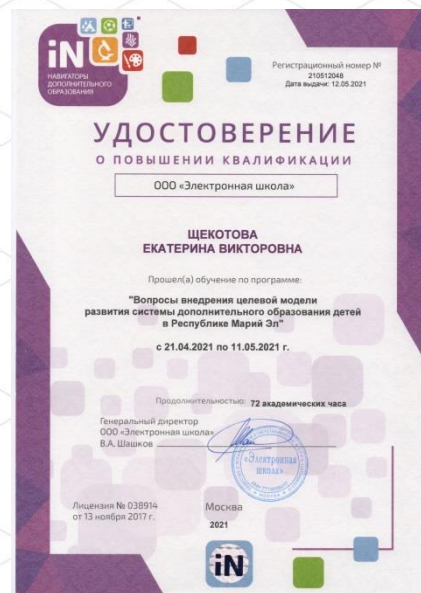 iN
НАВИГАТОРЫ
ДОПОЛНИТЕЛЬНОГО
ОБРАЗОВАНИЯ
Регистрационный номер №
210512048
Дата выдачи: 12.05.2021
УДОСТОВЕРЕНИЕ
О ПОВЫШЕНИИ КВАЛИФИКАЦИИ
ООО «Электронная школа»
ЩЕКОТОВА
ЕКАТЕРИНА ВИКТОРОВНА
Прошел(а) обучение по программе:
"Вопросы внедрения целевой модели
развития системы дополнительного образования детей
в Республике Марий Эл"
с 21.04.2021 по 11.05.2021 г.
Продолжительностью: 72 академических часа
Генеральный директор
ООО «Электронная школа»
В.А. Шашков
«Электронная
школа»
Лицензия № 038914
от 13 ноября 2017 г.
Москва
2021
iN